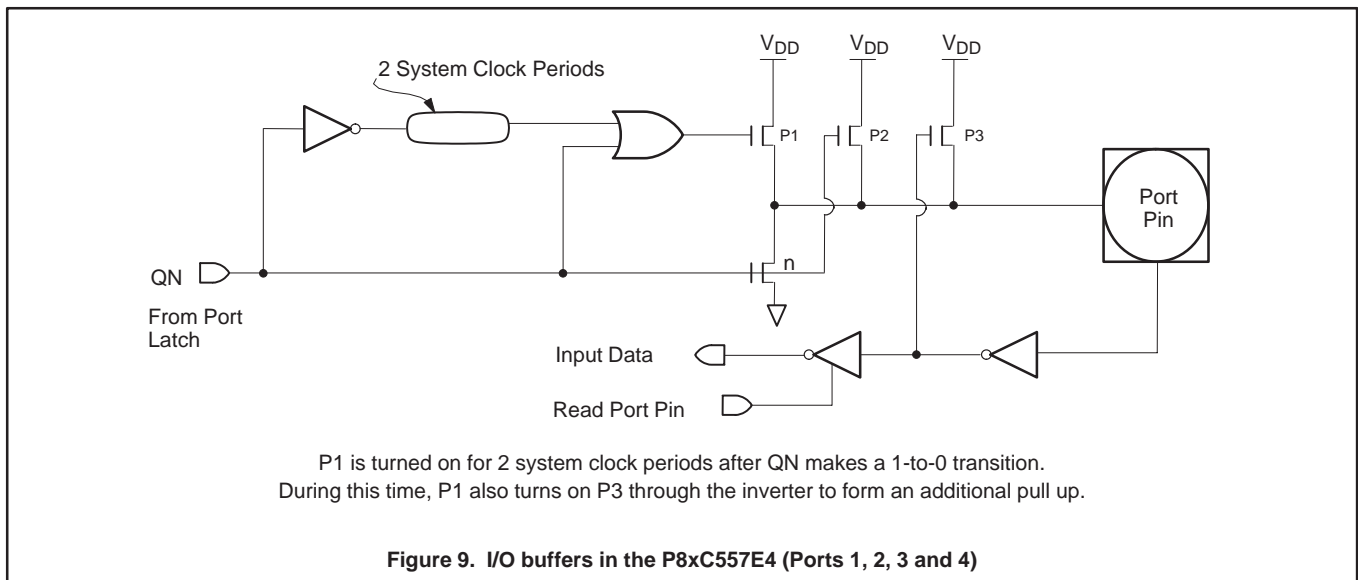 V_DD V_DD V_DD
2 System Clock Periods
P1 P2 P3
Port
Pin
n
QN
From Port
Latch
Input Data
Read Port Pin
P1 is turned on for 2 system clock periods after QN makes a 1-to-0 transition.
During this time, P1 also turns on P3 through the inverter to form an additional pull up.
Figure 9. I/O buffers in the P8xC557E4 (Ports 1, 2, 3 and 4)